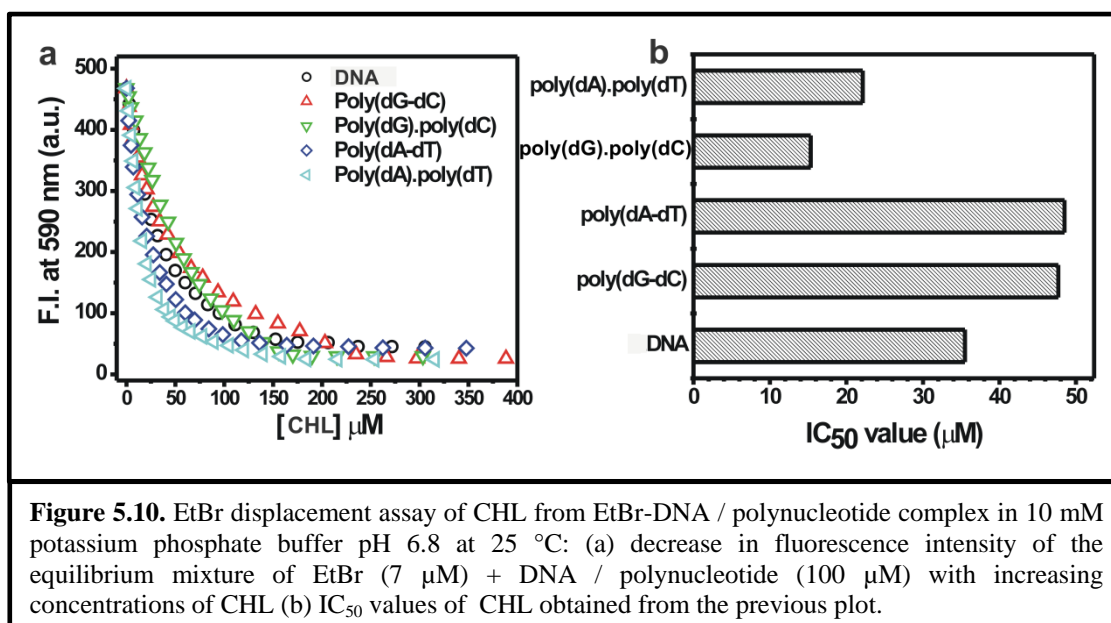 a
500
400
300
200
100
0
F.I. at 590 nm (a.u.)
DNA
Poly(dG-dC)
Poly(dG).poly(dC)
Poly(dA-dT)
Poly(dA).poly(dT)
0 50 100 150 200 250 300 350 400
[CHL] μM
b
poly(dA).poly(dT)
poly(dG).poly(dC)
poly(dA-dT)
poly(dG-dC)
DNA
0 10 20 30 40 50
IC50 value (μM)
Figure 5.10. EtBr displacement assay of CHL from EtBr-DNA / polynucleotide complex in 10 mM
potassium phosphate buffer pH 6.8 at 25 °C: (a) decrease in fluorescence intensity of the
equilibrium mixture of EtBr (7 μM) + DNA / polynucleotide (100 μM) with increasing
concentrations of CHL (b) IC50 values of CHL obtained from the previous plot.